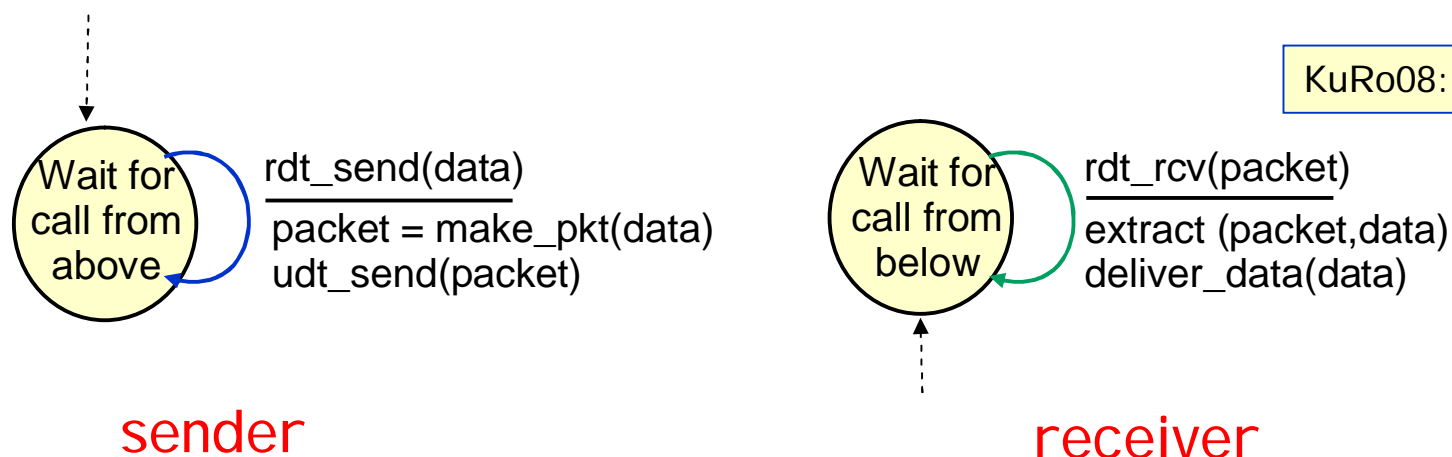 KuRo08:
Wait for
call from
above
rdt_send(data)
packet = make_pkt(data)
udt_send(packet)
Wait for
call from
below
rdt_rcv(packet)
extract (packet,data)
deliver_data(data)
sender
receiver